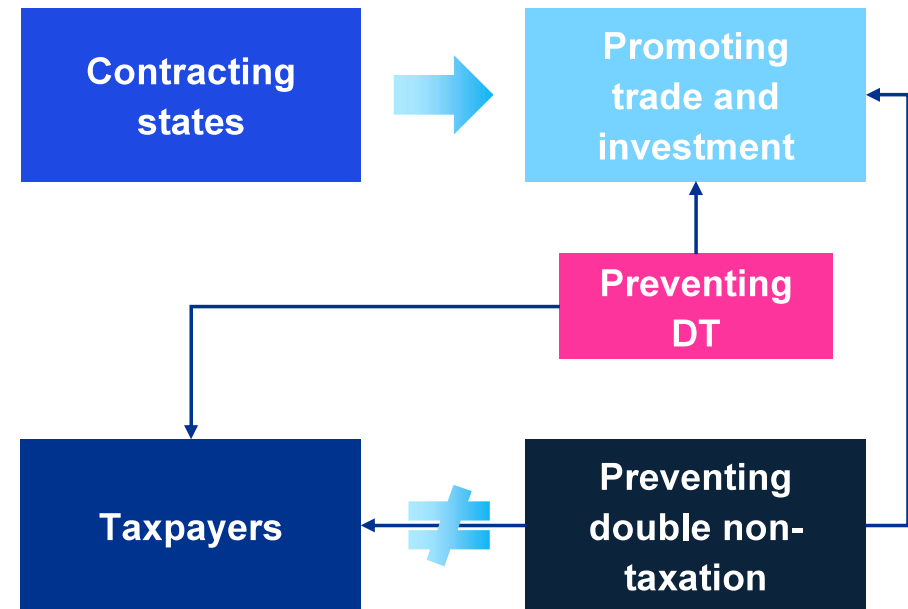 Contracting
states
Promoting
trade and
investment
Preventing
DT
Taxpayers
Preventing
double non-
taxation